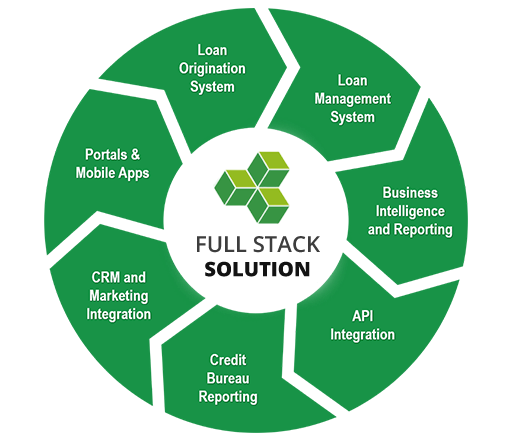 Loan
Origination
System
Loan
Management
System
Business
Intelligence
and Reporting
API
Integration
Credit
Bureau
Reporting
CRM and
Marketing
Integration
Portals &
Mobile Apps
FULL STACK
SOLUTION